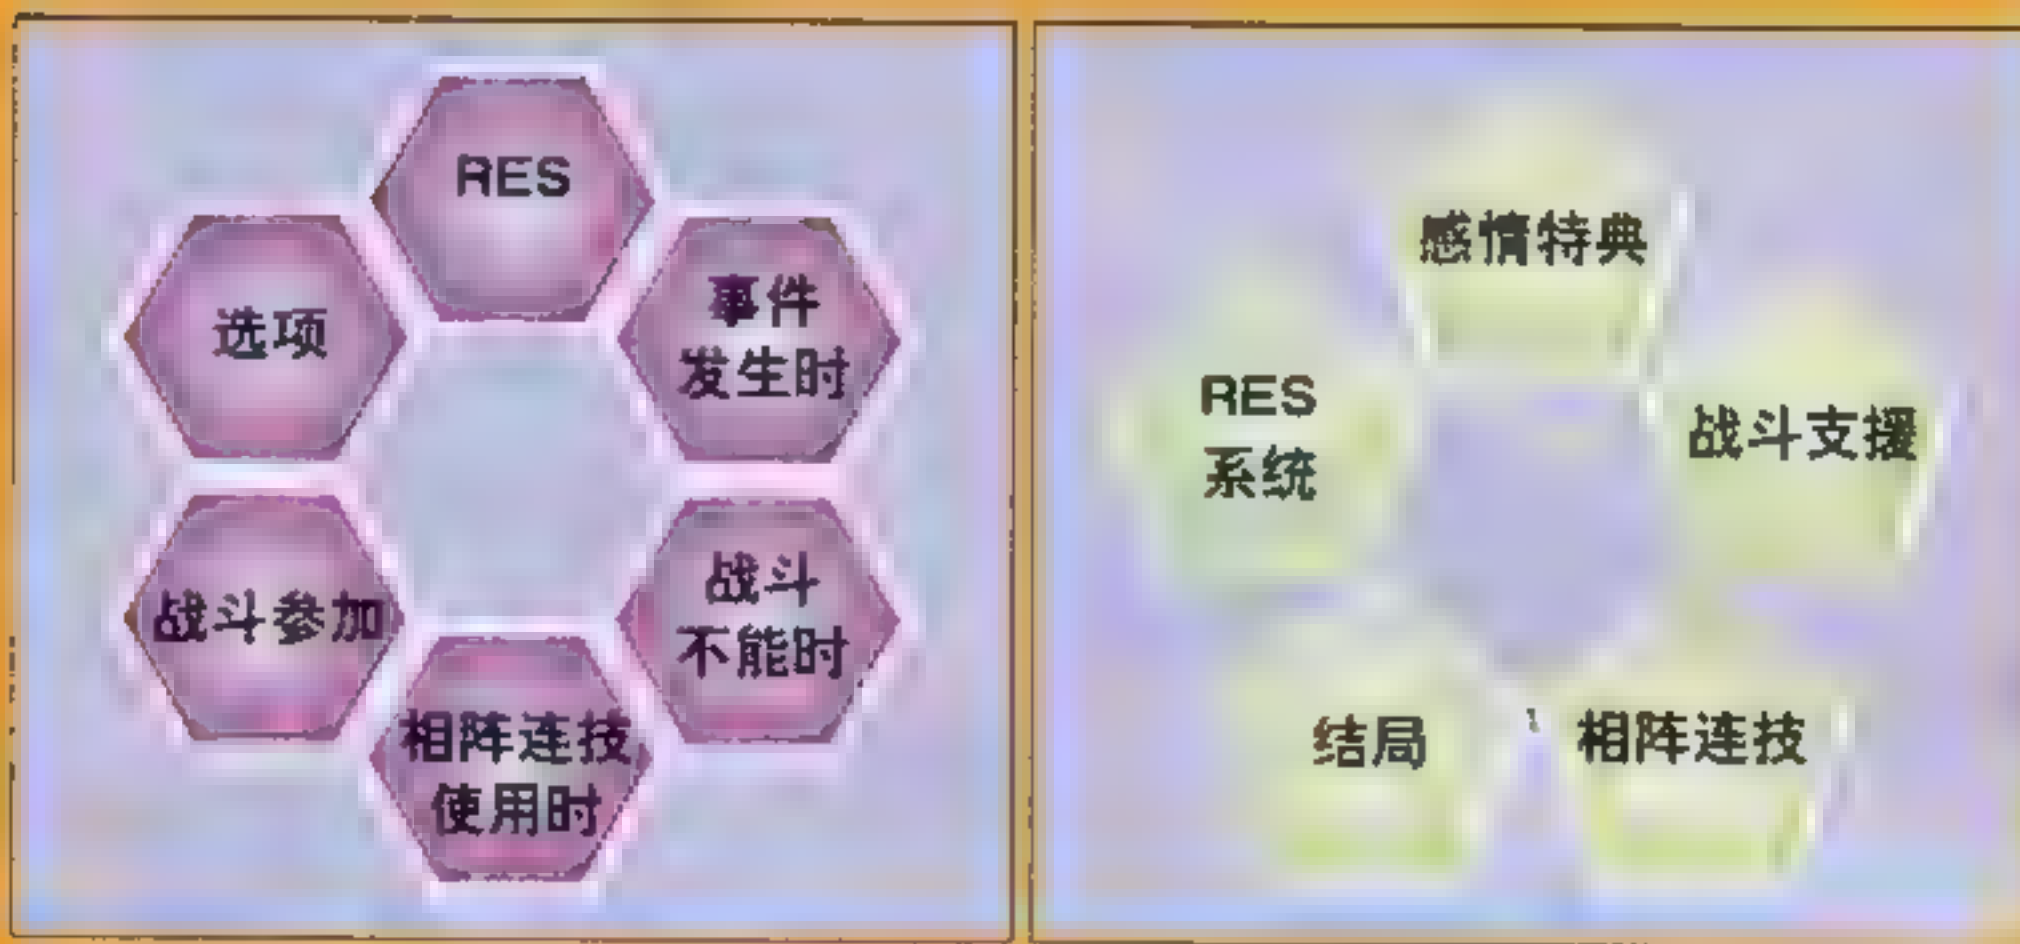 RES
事件
发生时
战斗
不能时
相阵连技
使用时
战斗参加
选项
感情特典
战斗支援
相阵连技
结局
RES
系统